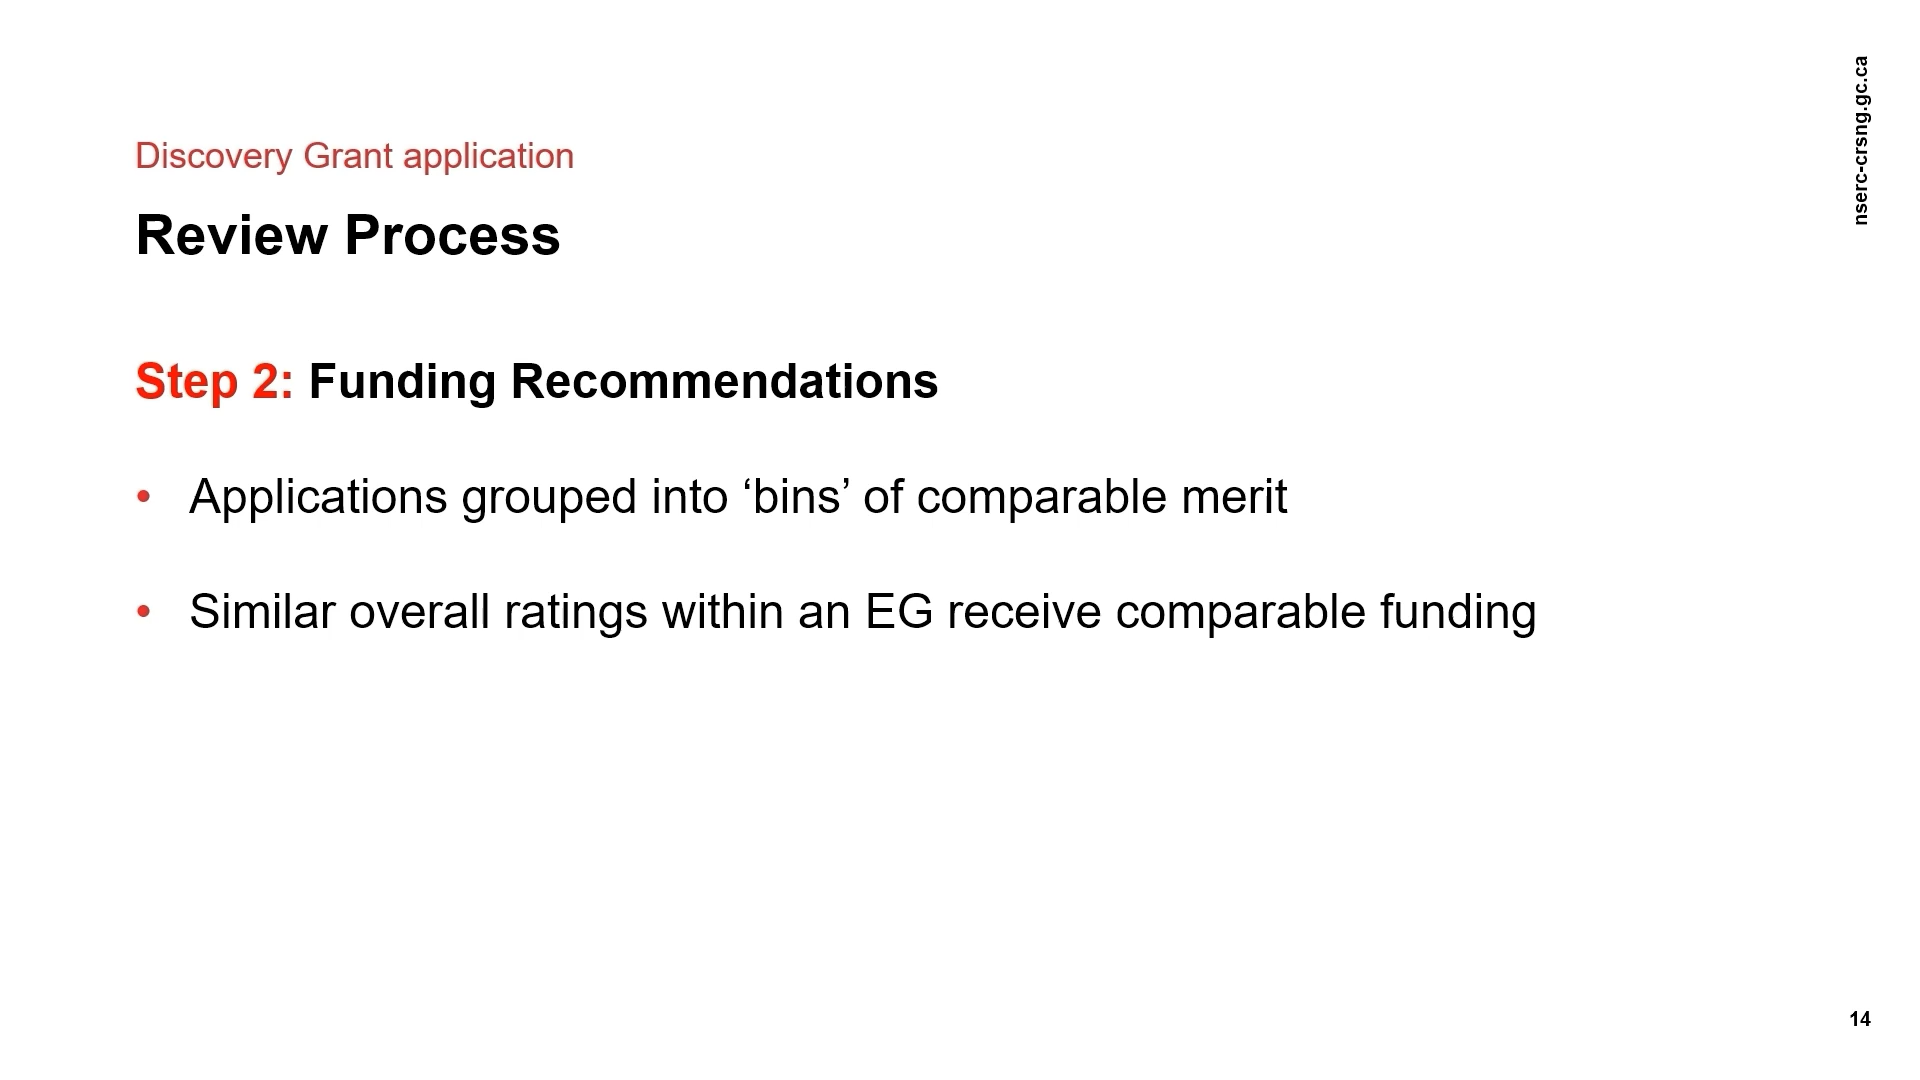 Discovery Grant application
Review Process
Step 2: Funding Recommendations
• Applications grouped into ‘bins’ of comparable merit
• Similar overall ratings within an EG receive comparable funding
nserc-crsng.gc.ca
14